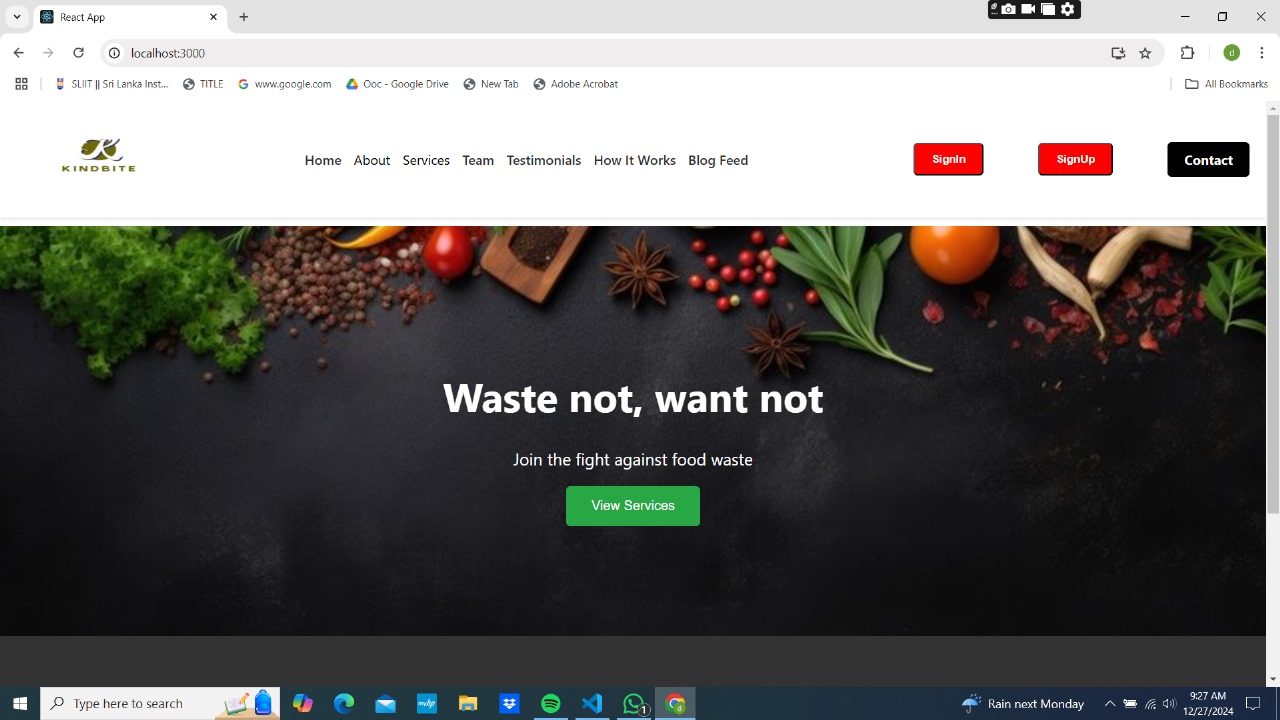 React App
localhost:3000
d
SLIIT || Sri Lanka Inst...
TITLE
www.google.com
Ooc - Google Drive
New Tab
Adobe Acrobat
All Bookmarks
KINDBITE
Home
About
Services
Team
Testimonials
How It Works
Blog Feed
SignIn
SignUp
Contact
Waste not, want not
Join the fight against food waste
View Services
Type here to search
1
d
Rain next Monday
9:27 AM
12/27/2024